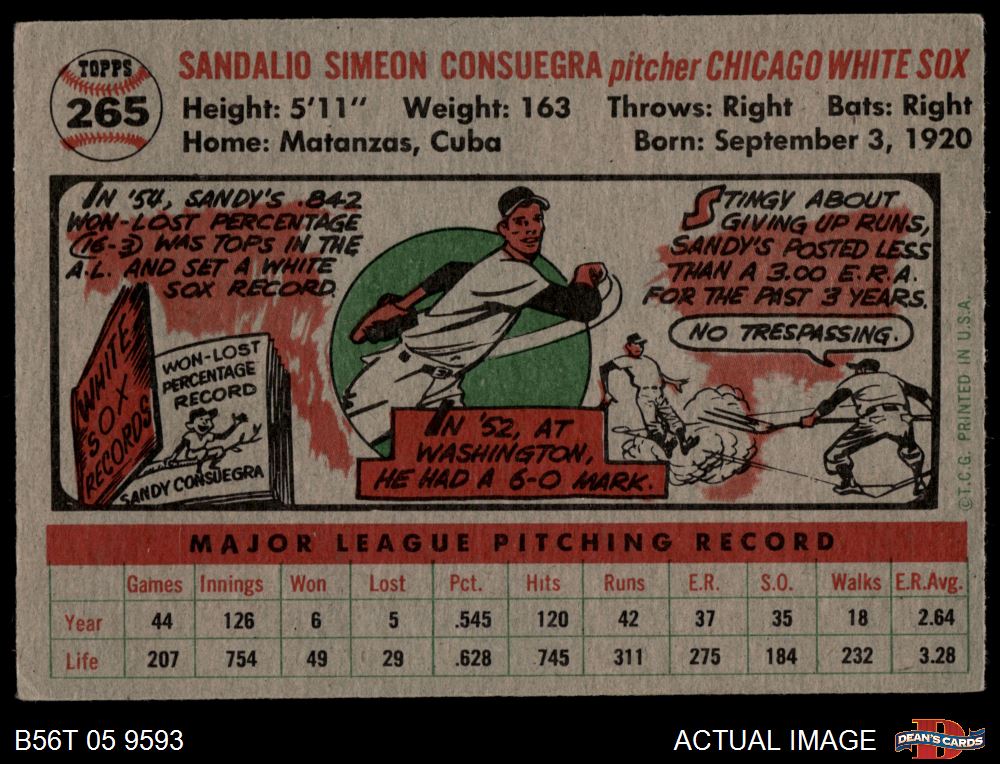 TOPPS
265
SANDALIO SIMEON CONSUEGRA pitcher CHICAGO WHITE SOX
Height: 5'11" Weight: 163 Throws: Right Bats: Right
Home: Matanzas, Cuba Born: September 3, 1920
IN '54, SANDY'S .842
WON-LOST PERCENTAGE
(16-3) WAS TOPS IN THE
A.L. AND SET A WHITE
SOX RECORD.
WHITE
SOX
RECORDS
WON-LOST
PERCENTAGE
RECORD
SANDY CONSUEGRA
IN '52, AT
WASHINGTON,
HE HAD A 6-0 MARK.
STINGY ABOUT
GIVING UP RUNS,
SANDY'S POSTED LESS
THAN A 3.00 E.R.A.
FOR THE PAST 3 YEARS.
NO TRESPASSING.
©T.C.G. PRINTED IN U.S.A.
MAJOR LEAGUE PITCHING RECORD
Games Innings Won Lost Pct. Hits Runs E.R. S.O. Walks E.R.Avg.
Year 44 126 6 5 .545 120 42 37 35 18 2.64
Life 207 754 49 29 .628 .745 311 275 184 232 3.28
B56T 05 9593
ACTUAL IMAGE
D
DEAN'S CARDS